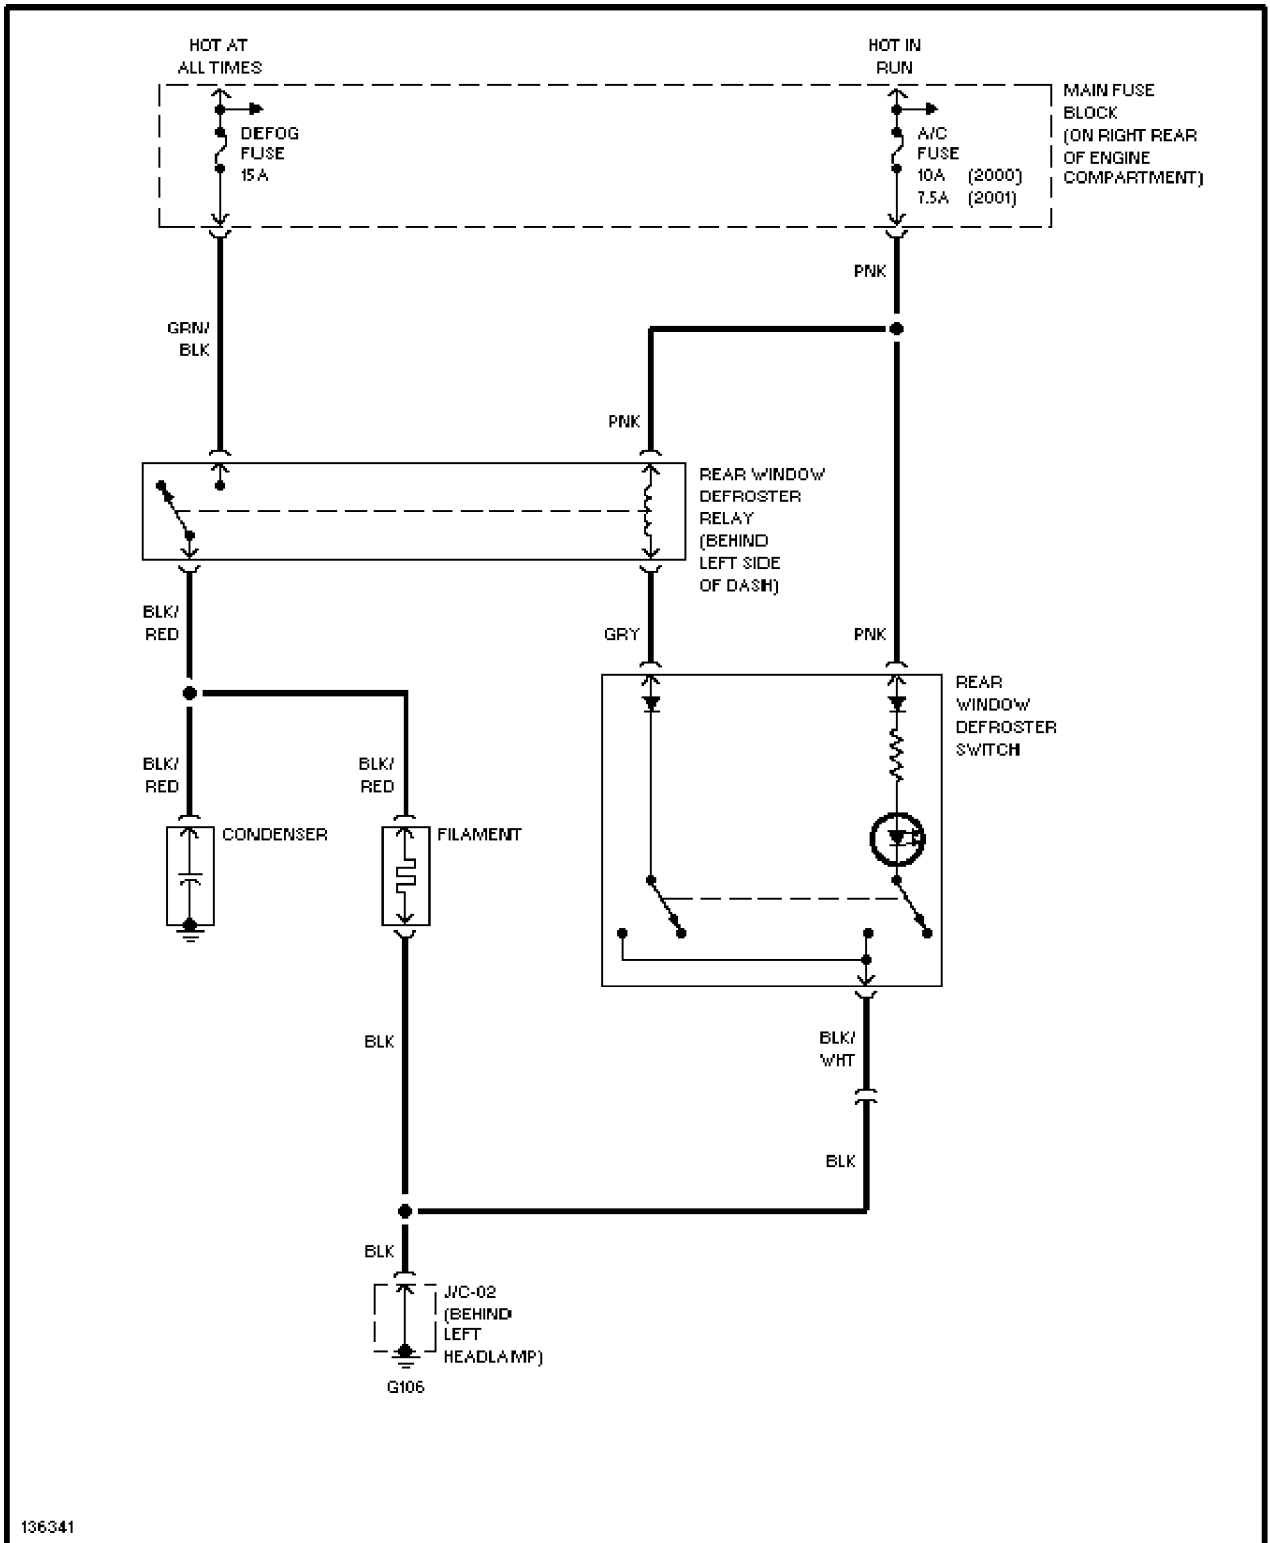 HOT AT
ALL TIMES
HOT IN
RUN
MAIN FUSE
BLOCK
(ON RIGHT REAR
OF ENGINE
COMPARTMENT)
DEFOG
FUSE
15A
A/C
FUSE
10A (2000)
7.5A (2001)
PNK
GRN/
BLK
PNK
REAR WINDOW
DEFROSTER
RELAY
(BEHIND
LEFT SIDE
OF DASH)
BLK/
RED
GRY
PNK
REAR
WINDOW
DEFROSTER
SWITCH
BLK/
RED
BLK/
RED
CONDENSER
FILAMENT
BLK
BLK/
WHT
BLK
BLK
J/C-02
(BEHIND
LEFT
HEADLAMP)
G106
136341